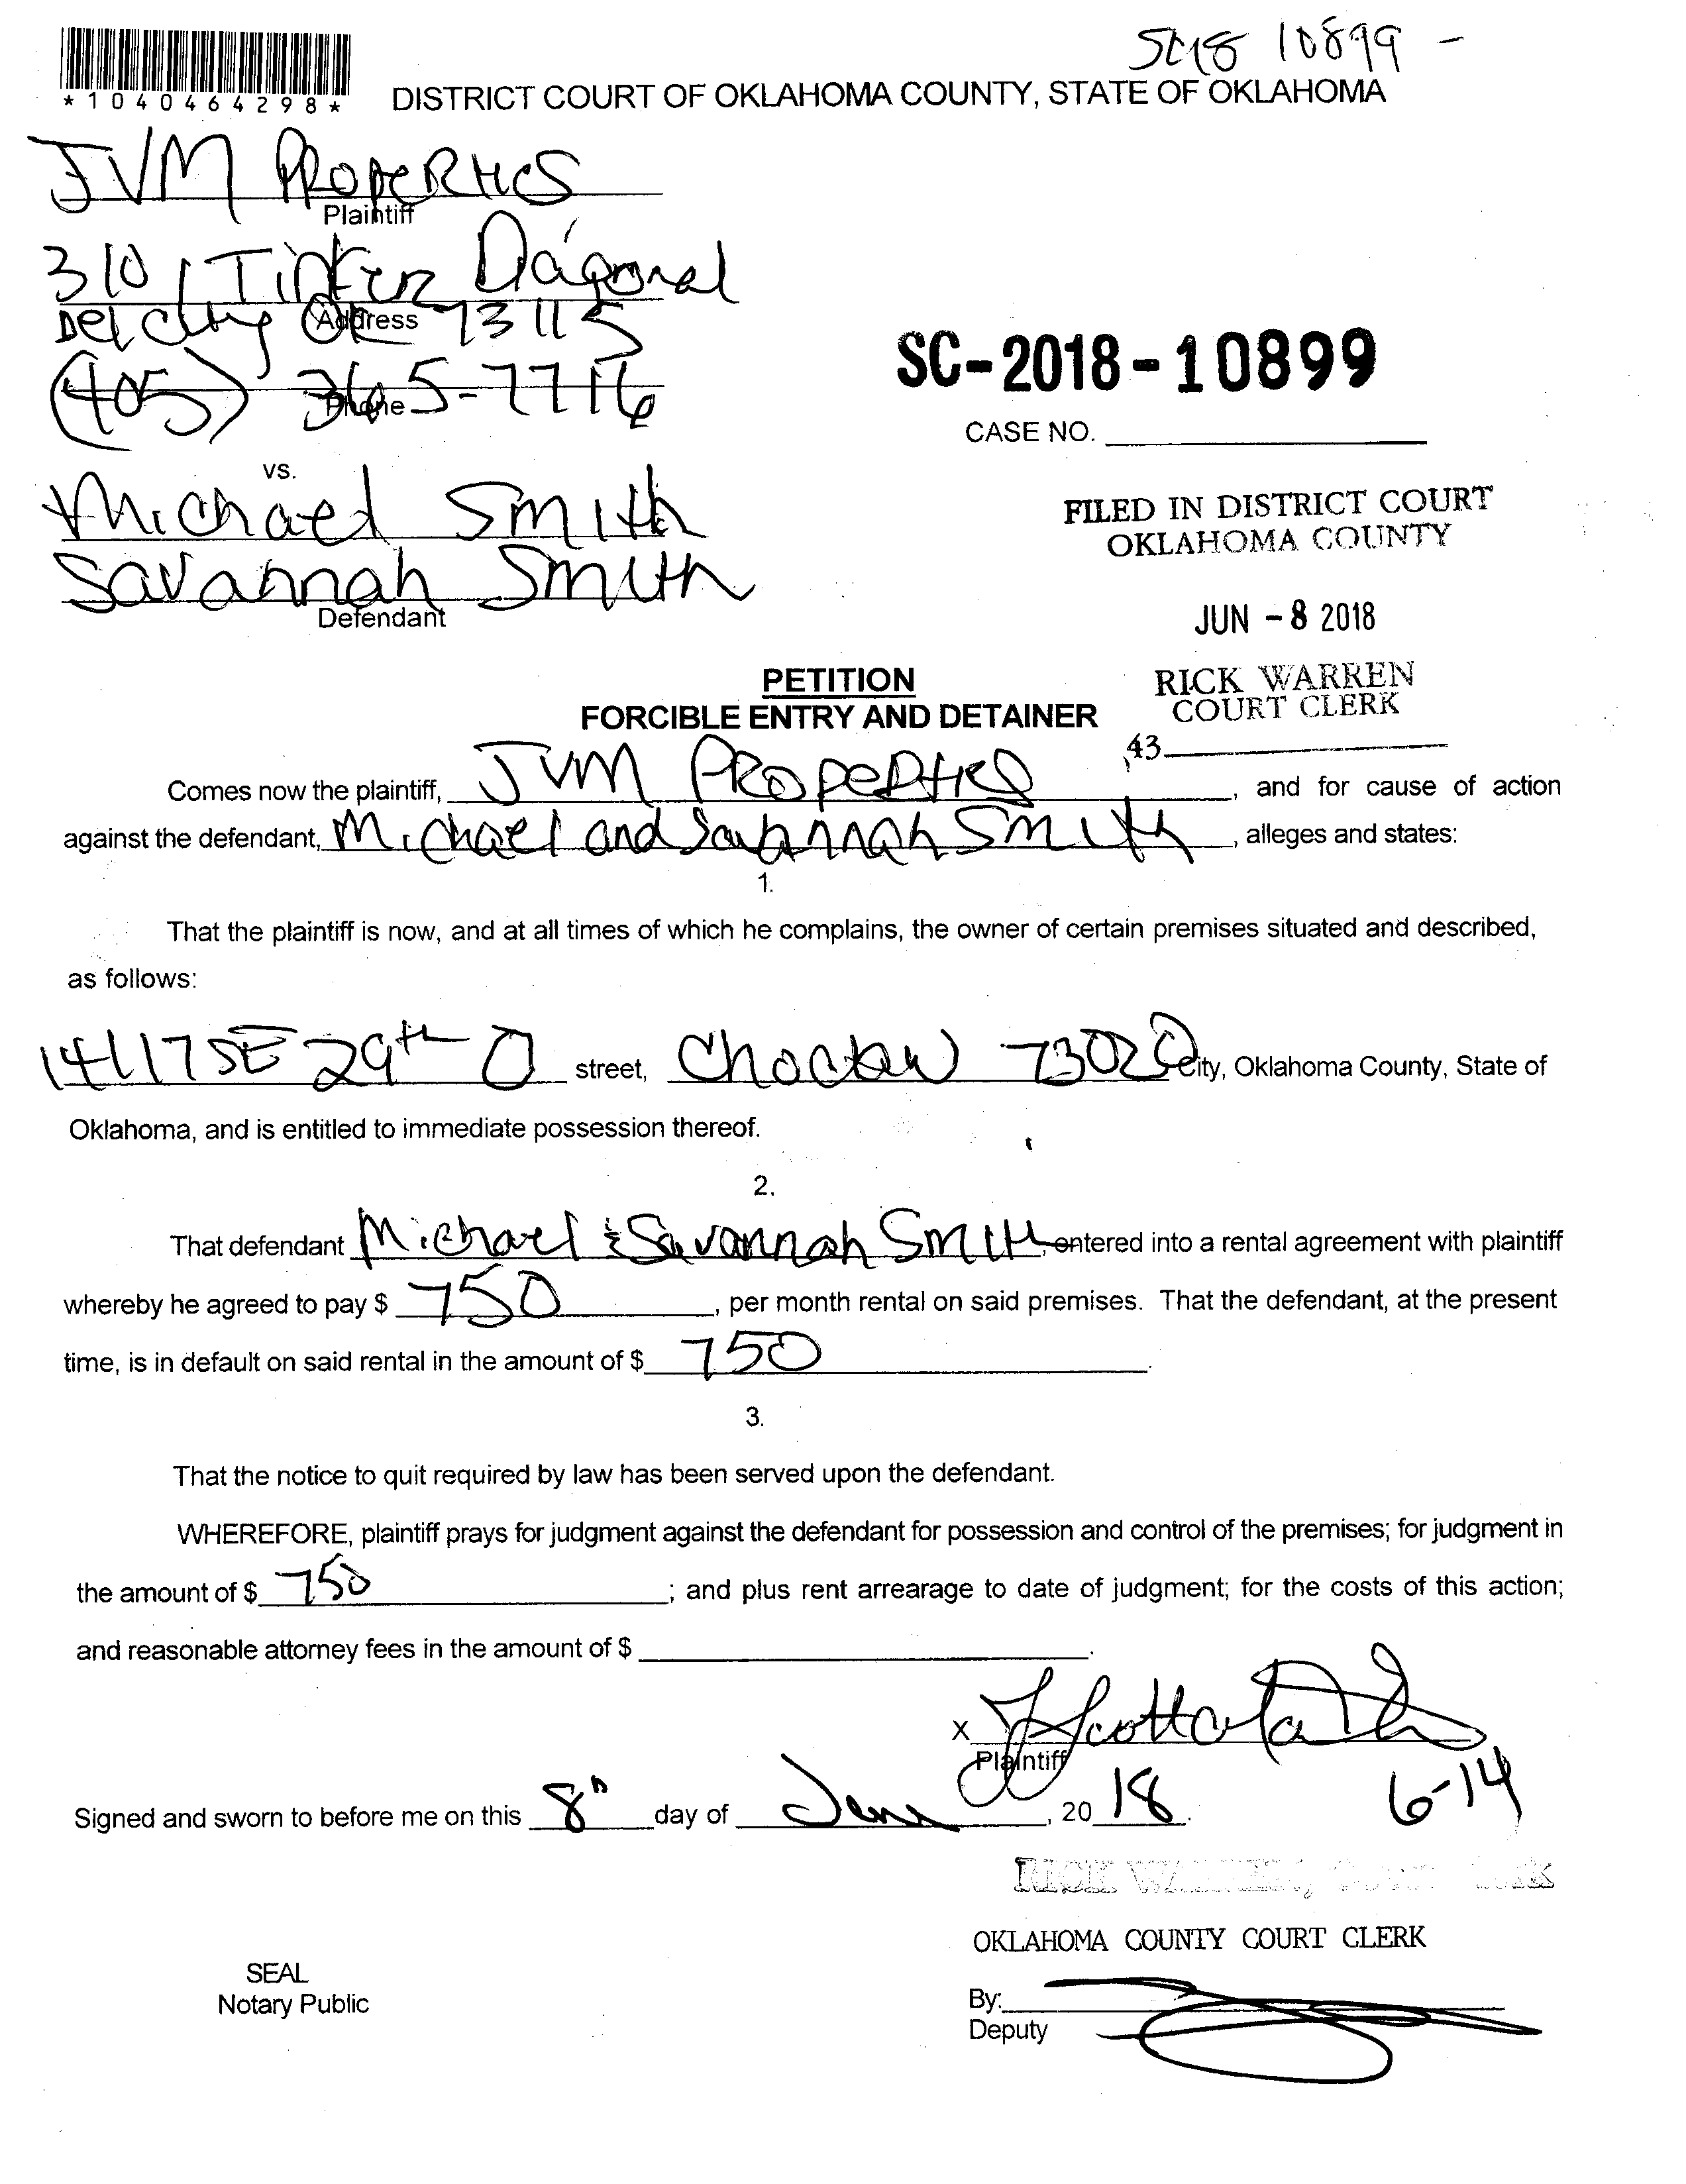 SC18 10899 -
*1040464298*
DISTRICT COURT OF OKLAHOMA COUNTY, STATE OF OKLAHOMA
JVM Properties
Plaintiff
3101 Tinker Diagonal
Address
Del City OK 73115
(405) 365-7716
Phone
SC-2018-10899
CASE NO.
vs.
Michael Smith
Savannah Smith
Defendant
FILED IN DISTRICT COURT
OKLAHOMA COUNTY
JUN - 8 2018
RICK WARREN
COURT CLERK
43
PETITION
FORCIBLE ENTRY AND DETAINER
Comes now the plaintiff, JVM Properties, and for cause of action
against the defendant, Michael and Savannah Smith, alleges and states:
1.
That the plaintiff is now, and at all times of which he complains, the owner of certain premises situated and described,
as follows:
14117 SE 29th O street, Choctaw 73020 City, Oklahoma County, State of
Oklahoma, and is entitled to immediate possession thereof.
2.
That defendant Michael & Savannah Smith, entered into a rental agreement with plaintiff
whereby he agreed to pay $ 750, per month rental on said premises. That the defendant, at the present
time, is in default on said rental in the amount of $ 750.
3.
That the notice to quit required by law has been served upon the defendant.
WHEREFORE, plaintiff prays for judgment against the defendant for possession and control of the premises; for judgment in
the amount of $ 750; and plus rent arrearage to date of judgment; for the costs of this action;
and reasonable attorney fees in the amount of $.
x
Plaintiff
Signed and sworn to before me on this 8th day of June, 20 18.
6-14
RICK WARREN, Court Clerk
OKLAHOMA COUNTY COURT CLERK
SEAL
Notary Public
By:
Deputy